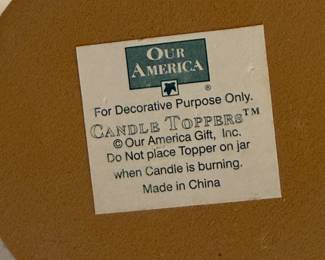 OUR
AMERICA
®
For Decorative Purpose Only.
CANDLE TOPPERS™
© Our America Gift, Inc.
Do Not place Topper on jar
when Candle is burning.
Made in China